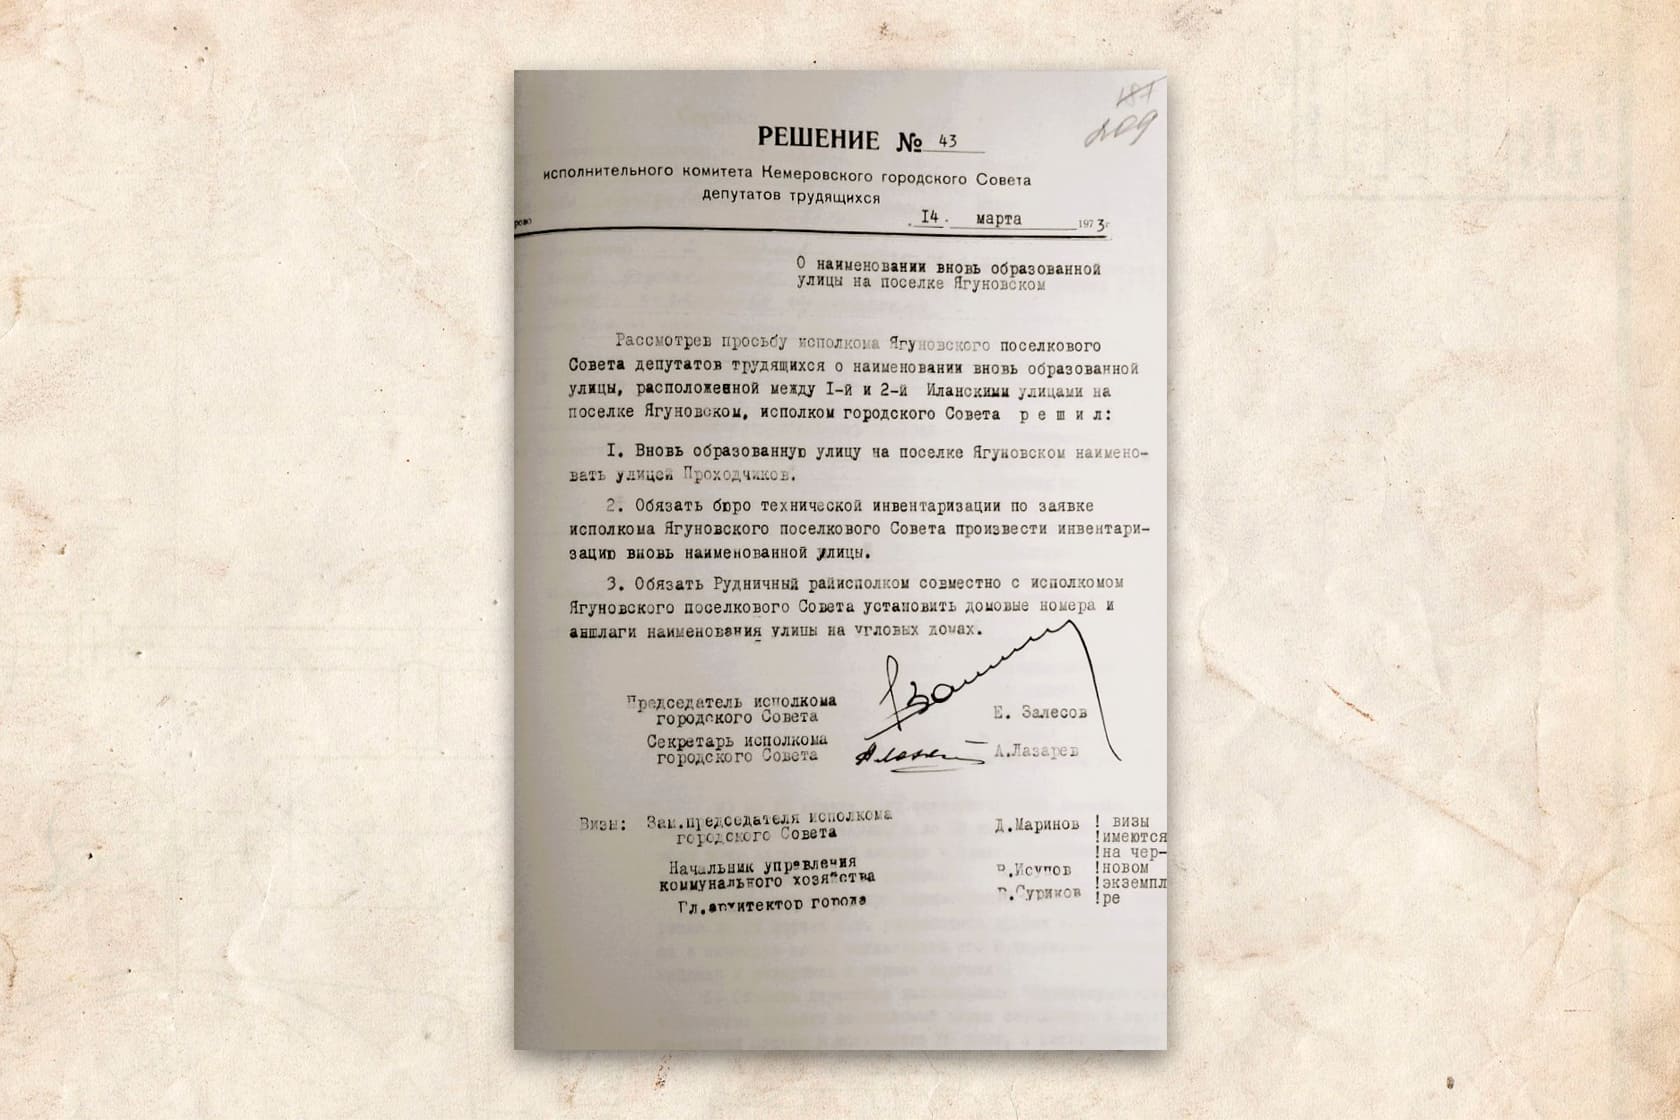 187
209
РЕШЕНИЕ № 43
исполнительного комитета Кемеровского городского Совета
депутатов трудящихся
рово
„14. марта 1973г
О наименовании вновь образованной
улицы на поселке Ягуновском
Рассмотрев просьбу исполкома Ягуновского поселкового
Совета депутатов трудящихся о наименовании вновь образованной
улицы, расположенной между I-й и 2-й Иланскими улицами на
поселке Ягуновском, исполком городского Совета р е ш и л:
I. Вновь образованную улицу на поселке Ягуновском наимено-
вать улицей Проходчиков.
2. Обязать бюро технической инвентаризации по заявке
исполкома Ягуновского поселкового Совета произвести инвентари-
зацию вновь наименованной улицы.
3. Обязать Рудничный райисполком совместно с исполкомом
Ягуновского поселкового Совета установить домовые номера и
аншлаги наименования улицы на угловых домах.
Председатель исполкома
городского Совета Е. Залесов
Секретарь исполкома
городского Совета А.Лазарев
Визы: Зам.председателя исполкома
городского Совета Д.Маринов
Начальник управления
коммунального хозяйства В.Исупов
Гл.архитектор города В.Суриков
! визы
!имеются
!на чер-
!новом
!экземпл
!ре